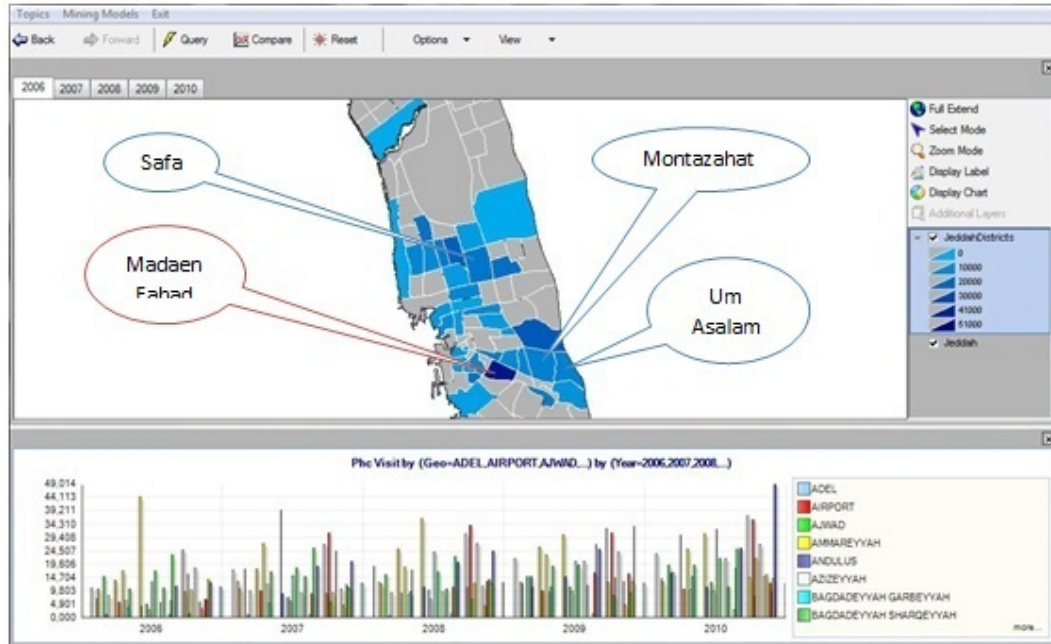 Topics Mining Models Exit
Back Forward Query Compare Reset Options View
2006 2007 2008 2009 2010
Safa
Montazahat
Madaen
Fahad
Um
Asalam
Full Extend
Select Mode
Zoom Mode
Display Label
Display Chart
Additional Layers
JeddahDistricts
0
10000
20000
30000
41000
51000
Jeddah
Phc Visit by (Geo=ADEL,AIRPORT,AJWAD,...) by (Year=2006,2007,2008,...)
49,014
44,113
39,211
34,310
29,408
24,507
19,606
14,704
9,803
4,901
0,000
2006 2007 2008 2009 2010
ADEL
AIRPORT
AJWAD
AMMAREYYAH
ANDULUS
AZIZEYYAH
BAGDADEYYAH GARBEYYAH
BAGDADEYYAH SHARQEYYAH
more...